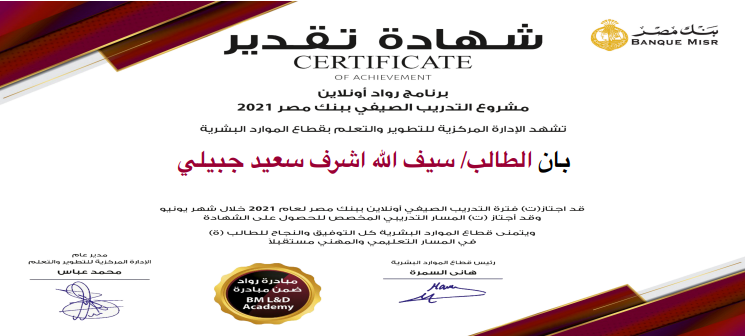 بنك مصر
BANQUE MISR
شهادة تقدير
CERTIFICATE
OF ACHIEVEMENT
برنامج رواد أونلاين
مشروع التدريب الصيفي ببنك مصر 2021
تشهد الإدارة المركزية للتطوير والتعلم بقطاع الموارد البشرية
بان الطالب/ سيف الله اشرف سعيد جبيلي
قد اجتاز(ت) فترة التدريب الصيفي أونلاين ببنك مصر لعام 2021 خلال شهر يونيو
وقد أجتاز (ت) المسار التدريبي المخصص للحصول على الشهادة
ويتمنى قطاع الموارد البشرية كل التوفيق والنجاح للطالب (ة)
في المسار التعليمي والمهني مستقبلا
رئيس قطاع الموارد البشرية
هانى السمرة
مدير عام
الإدارة المركزية للتطوير والتعلم
محمد عباس
مبادرة رواد
ضمن مبادرة
BM L&D
Academy